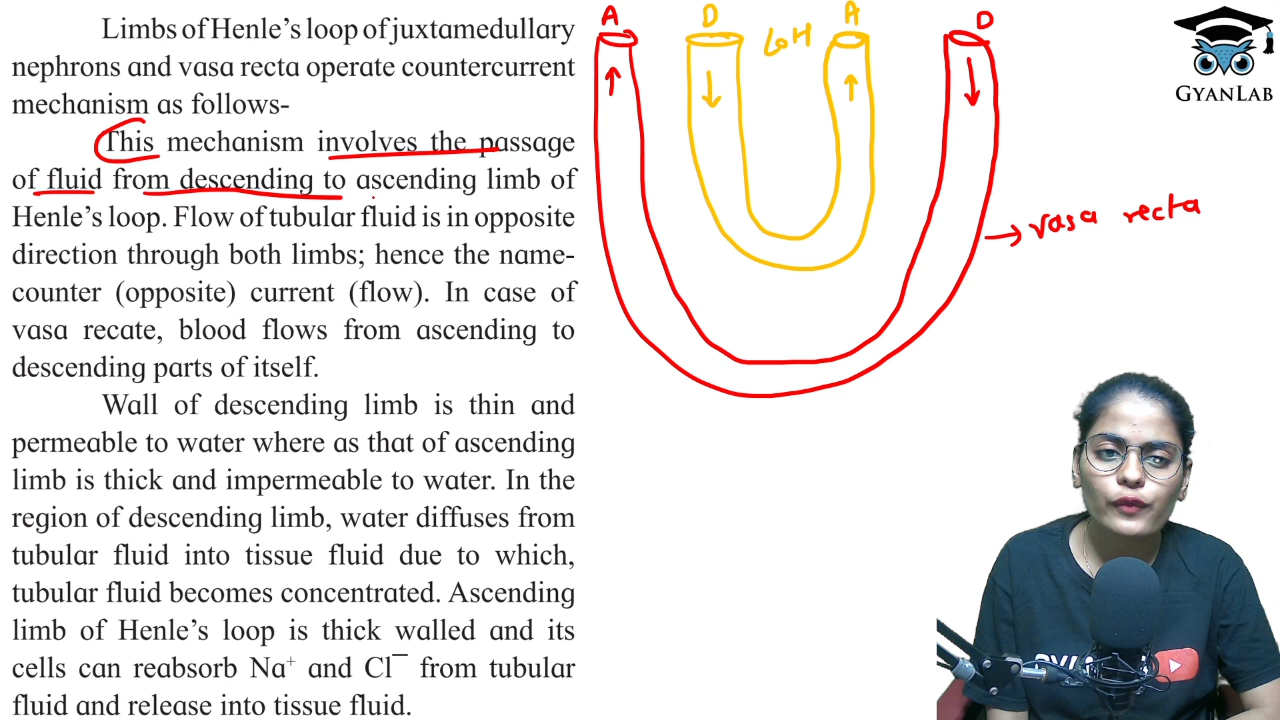 Limbs of Henle's loop of juxtamedullary
nephrons and vasa recta operate countercurrent
mechanism as follows-
This mechanism involves the passage
of fluid from descending to ascending limb of
Henle's loop. Flow of tubular fluid is in opposite
direction through both limbs; hence the name-
counter (opposite) current (flow). In case of
vasa recate, blood flows from ascending to
descending parts of itself.
Wall of descending limb is thin and
permeable to water where as that of ascending
limb is thick and impermeable to water. In the
region of descending limb, water diffuses from
tubular fluid into tissue fluid due to which,
tubular fluid becomes concentrated. Ascending
limb of Henle's loop is thick walled and its
cells can reabsorb Na⁺ and Cl⁻ from tubular
fluid and release into tissue fluid.
A D LOH A D
vasa recta
GYANLAB